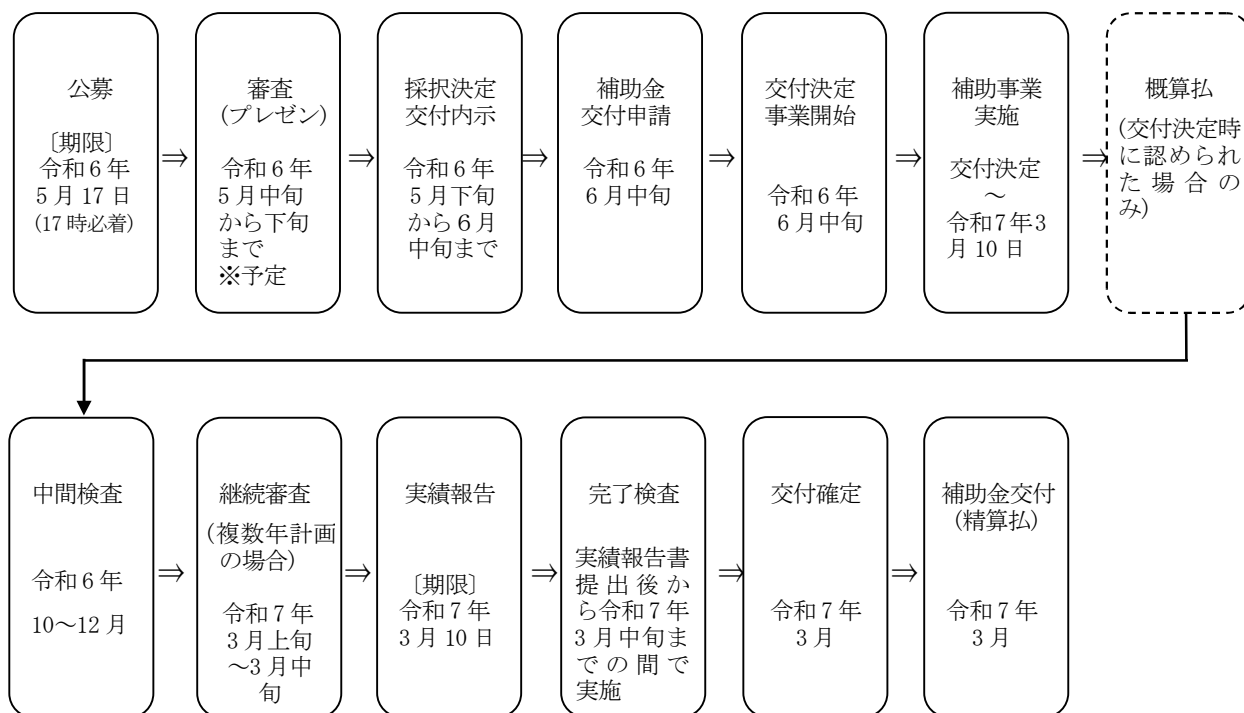 公募
〔期限〕
令和６年
５月17日
(17時必着)
⇒
審査
(プレゼン)
令和６年
５月中旬
から下旬
まで
※予定
⇒
採択決定
交付内示
令和６年
５月下旬
から６月
中旬まで
⇒
補助金
交付申請
令和６年
６月中旬
⇒
交付決定
事業開始
令和６年
６月中旬
⇒
補助事業
実施
交付決定
～
令和７年３
月 10 日
⇒
概算払
(交付決定時
に認められ
た場合の
み)
中間検査
令和６年
10～12月
⇒
継続審査
(複数年計画
の場合)
令和７年
３月上旬
～３月中
旬
⇒
実績報告
〔期限〕
令和７年
３月 10 日
⇒
完了検査
実績報告書
提出後か
ら令和７年
３月中旬ま
での間で
実施
⇒
交付確定
令和７年
３月
⇒
補助金交付
(精算払)
令和７年
３月